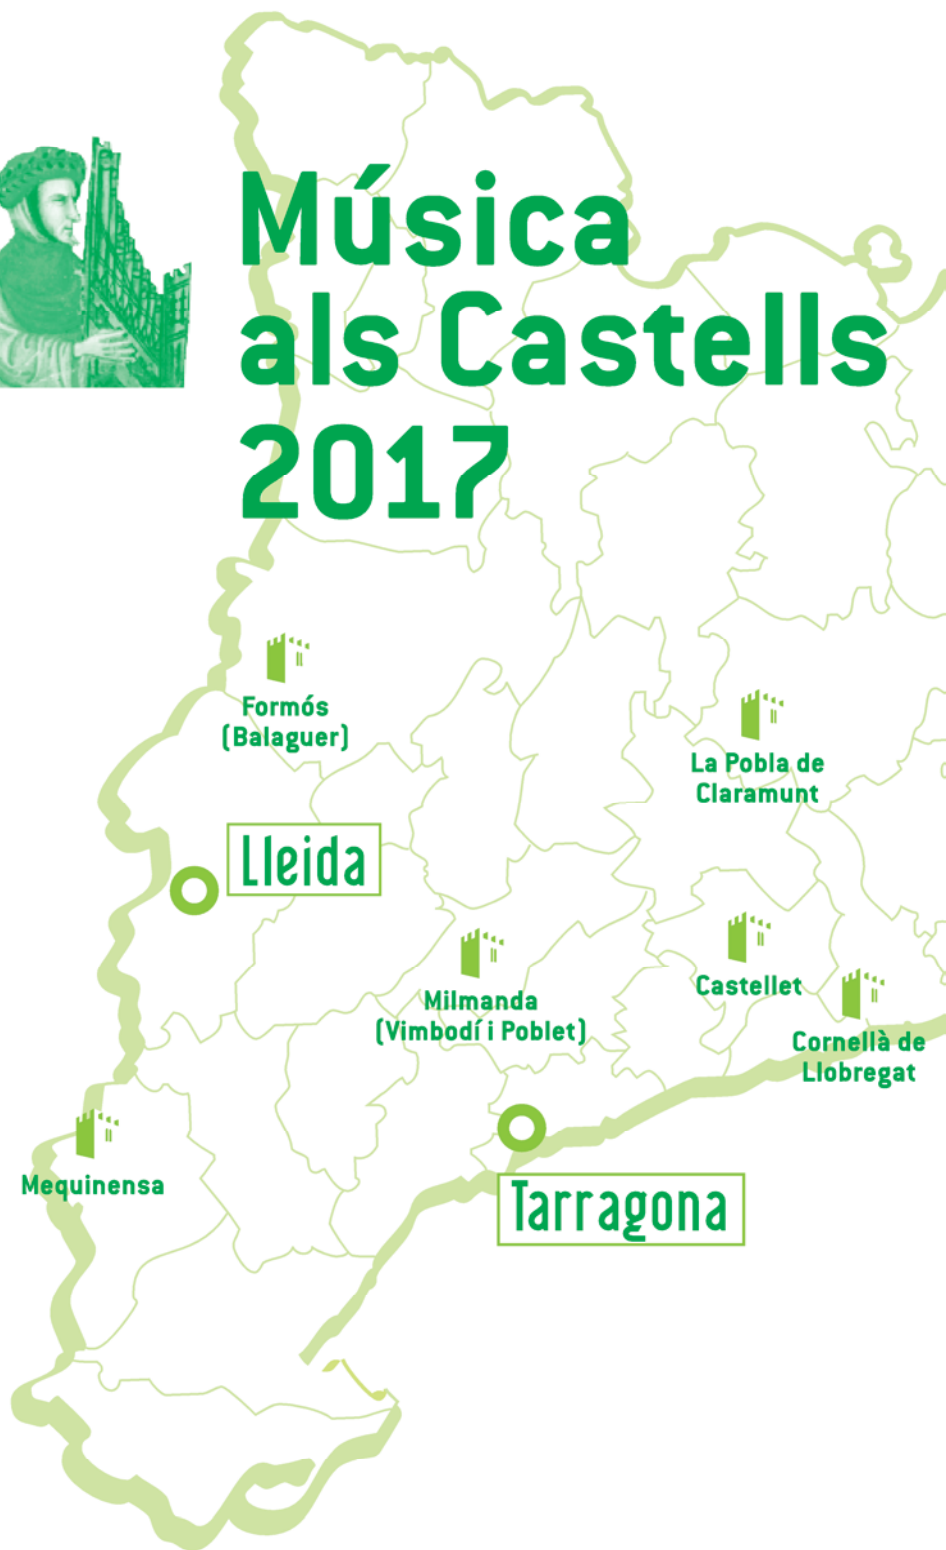 Música
als Castells
2017
Formós
(Balaguer)
La Pobla de
Claramunt
Lleida
Milmanda
(Vimbodí i Poblet)
Castellet
Cornellà de
Llobregat
Mequinensa
Tarragona